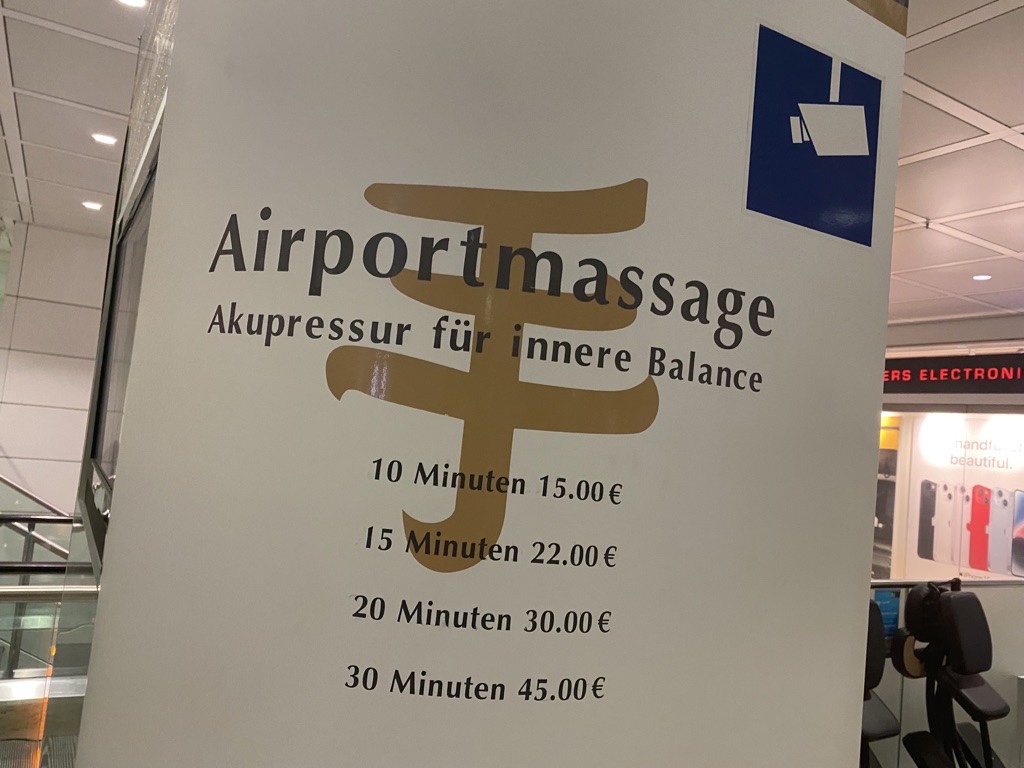 手
Airportmassage
Akupressur für innere Balance
10 Minuten 15.00€
15 Minuten 22.00€
20 Minuten 30.00€
30 Minuten 45.00€
ERS ELECTRONI
beautiful.